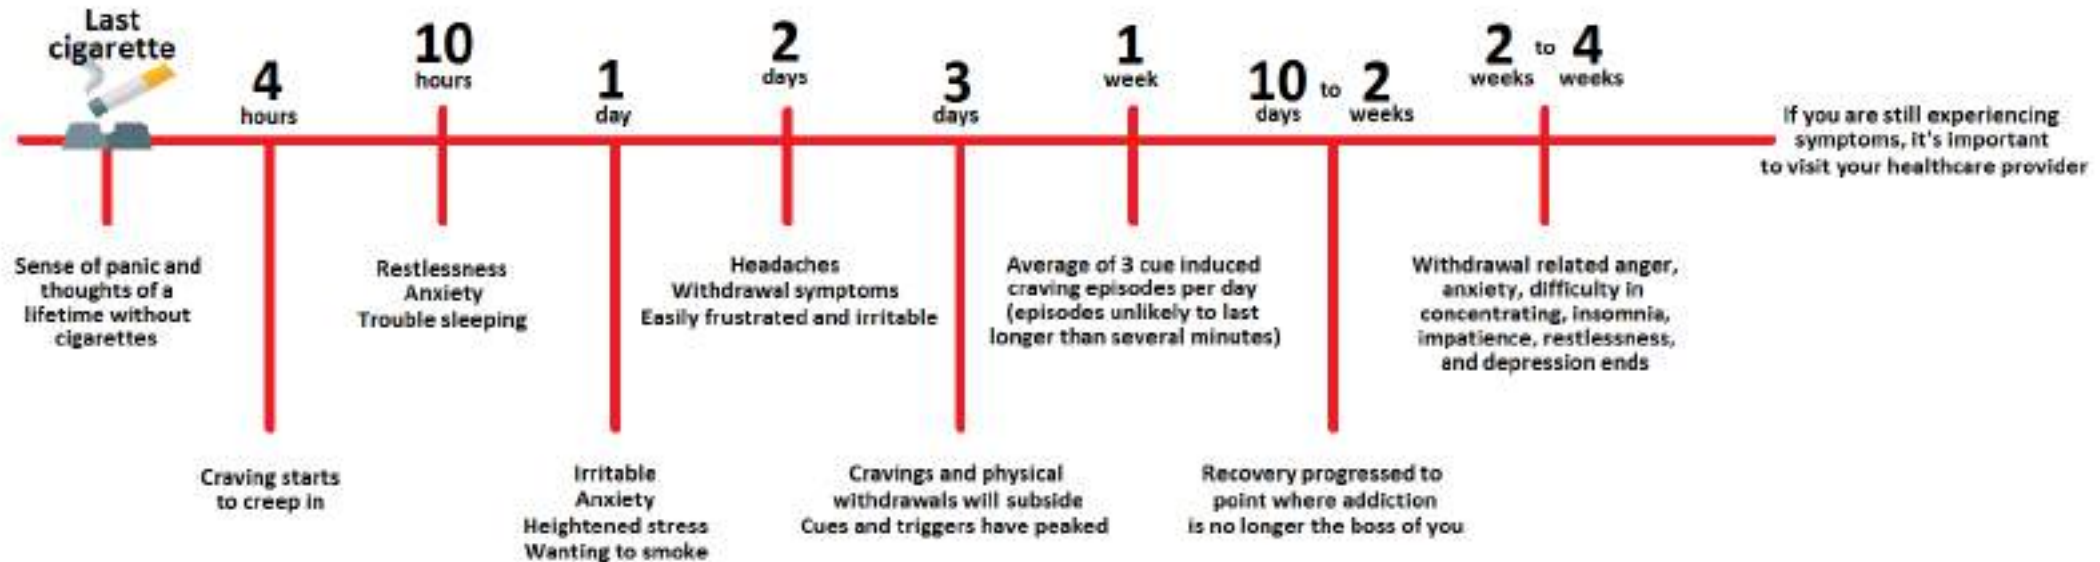 Last
cigarette
Sense of panic and
thoughts of a
lifetime without
cigarettes
4
hours
Craving starts
to creep in
10
hours
Restlessness
Anxiety
Trouble sleeping
1
day
Irritable
Anxiety
Heightened stress
Wanting to smoke
2
days
Headaches
Withdrawal symptoms
Easily frustrated and irritable
3
days
Cravings and physical
withdrawals will subside
Cues and triggers have peaked
1
week
Average of 3 cue induced
craving episodes per day
(episodes unlikely to last
longer than several minutes)
10 to 2
days weeks
Recovery progressed to
point where addiction
is no longer the boss of you
2 to 4
weeks weeks
Withdrawal related anger,
anxiety, difficulty in
concentrating, insomnia,
impatience, restlessness,
and depression ends
If you are still experiencing
symptoms, it's important
to visit your healthcare provider